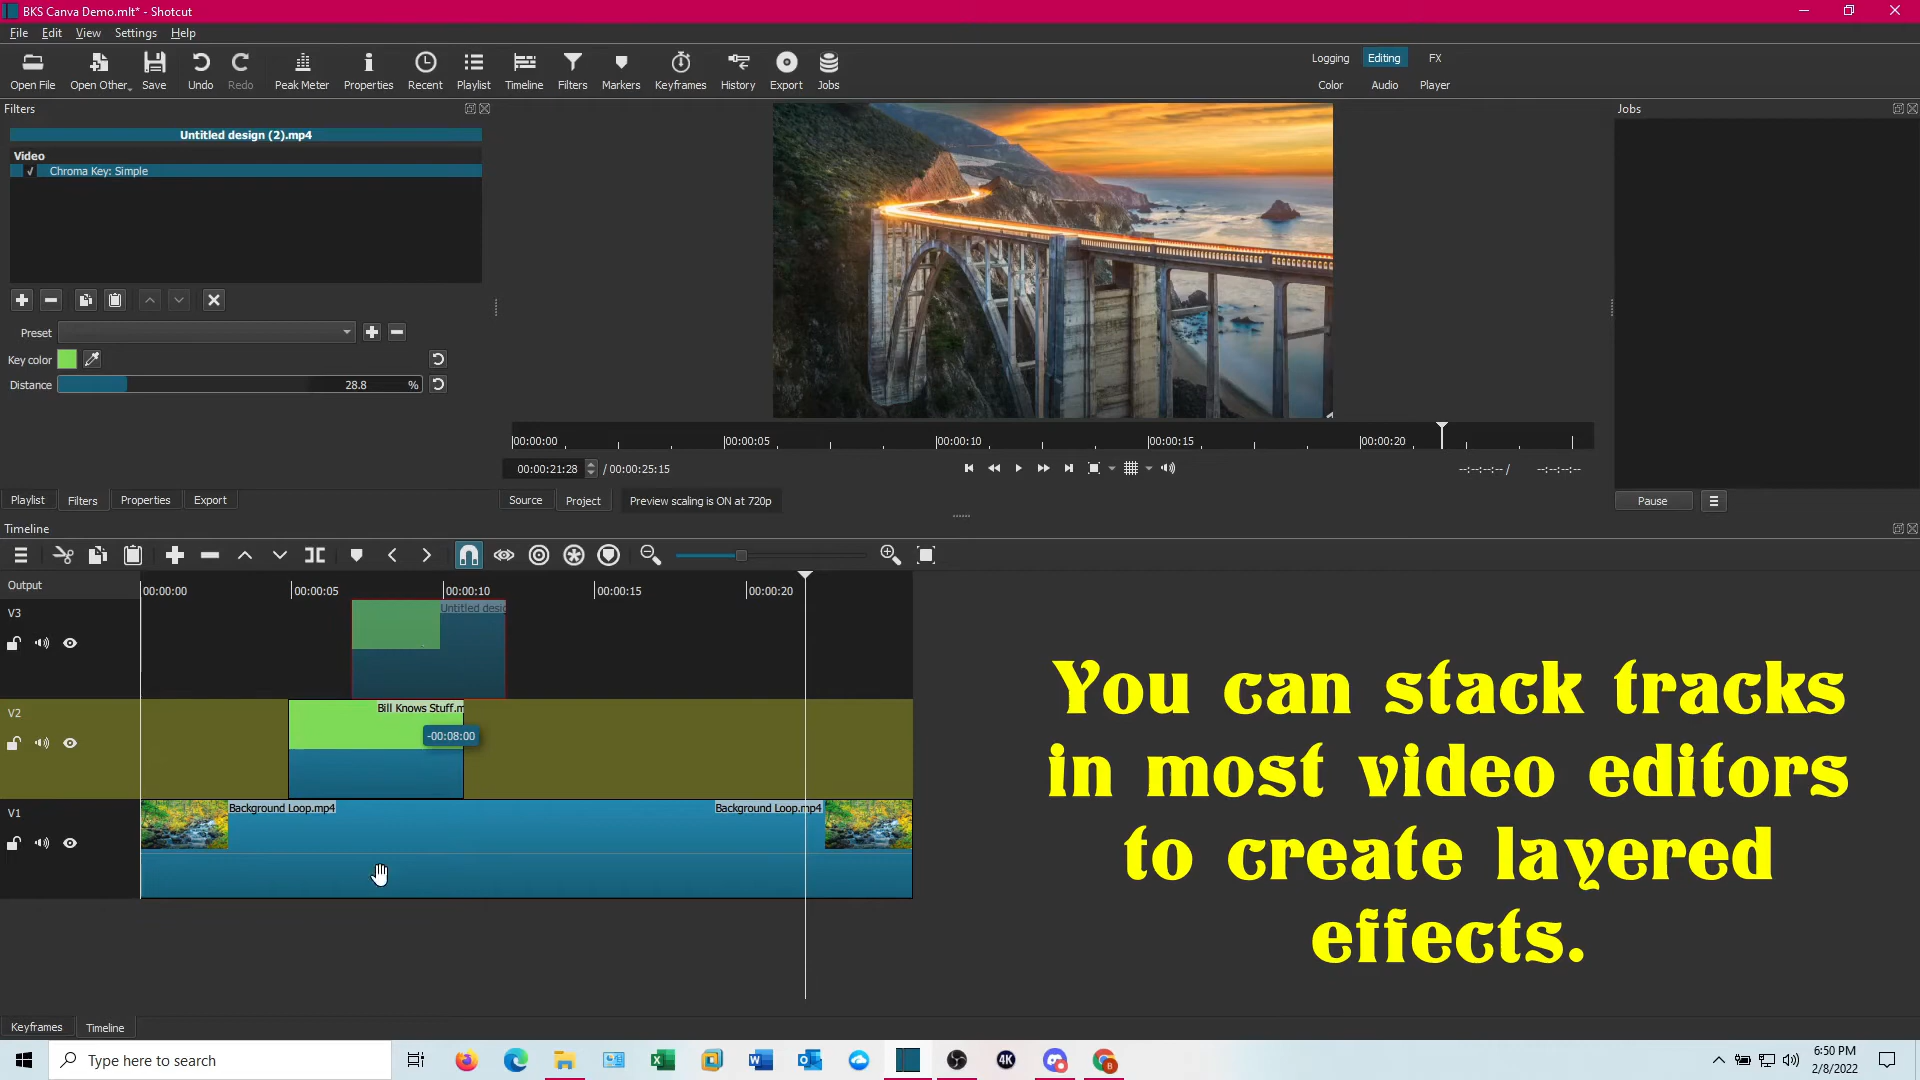 BKS Canva Demo.mlt* - Shotcut
File Edit View Settings Help
Open File Open Other Save Undo Redo Peak Meter Properties Recent Playlist Timeline Filters Markers Keyframes History Export Jobs
Logging Editing FX
Color Audio Player
Filters
Jobs
Untitled design (2).mp4
Video
Chroma Key: Simple
Preset
Key color
Distance 28.8 %
00:00:00 00:00:05 00:00:10 00:00:15 00:00:20
00:00:21:28 / 00:00:25:15
--:--:--:-- / --:--:--:--
Playlist Filters Properties Export
Source Project Preview scaling is ON at 720p
Pause
Timeline
Output
00:00:00 00:00:05 00:00:10 00:00:15 00:00:20
V3
Untitled desig
V2
Bill Knows Stuff.m
-00:08:00
V1
Background Loop.mp4 Background Loop.mp4
You can stack tracks
in most video editors
to create layered
effects.
Keyframes Timeline
Type here to search
4K
6:50 PM
2/8/2022